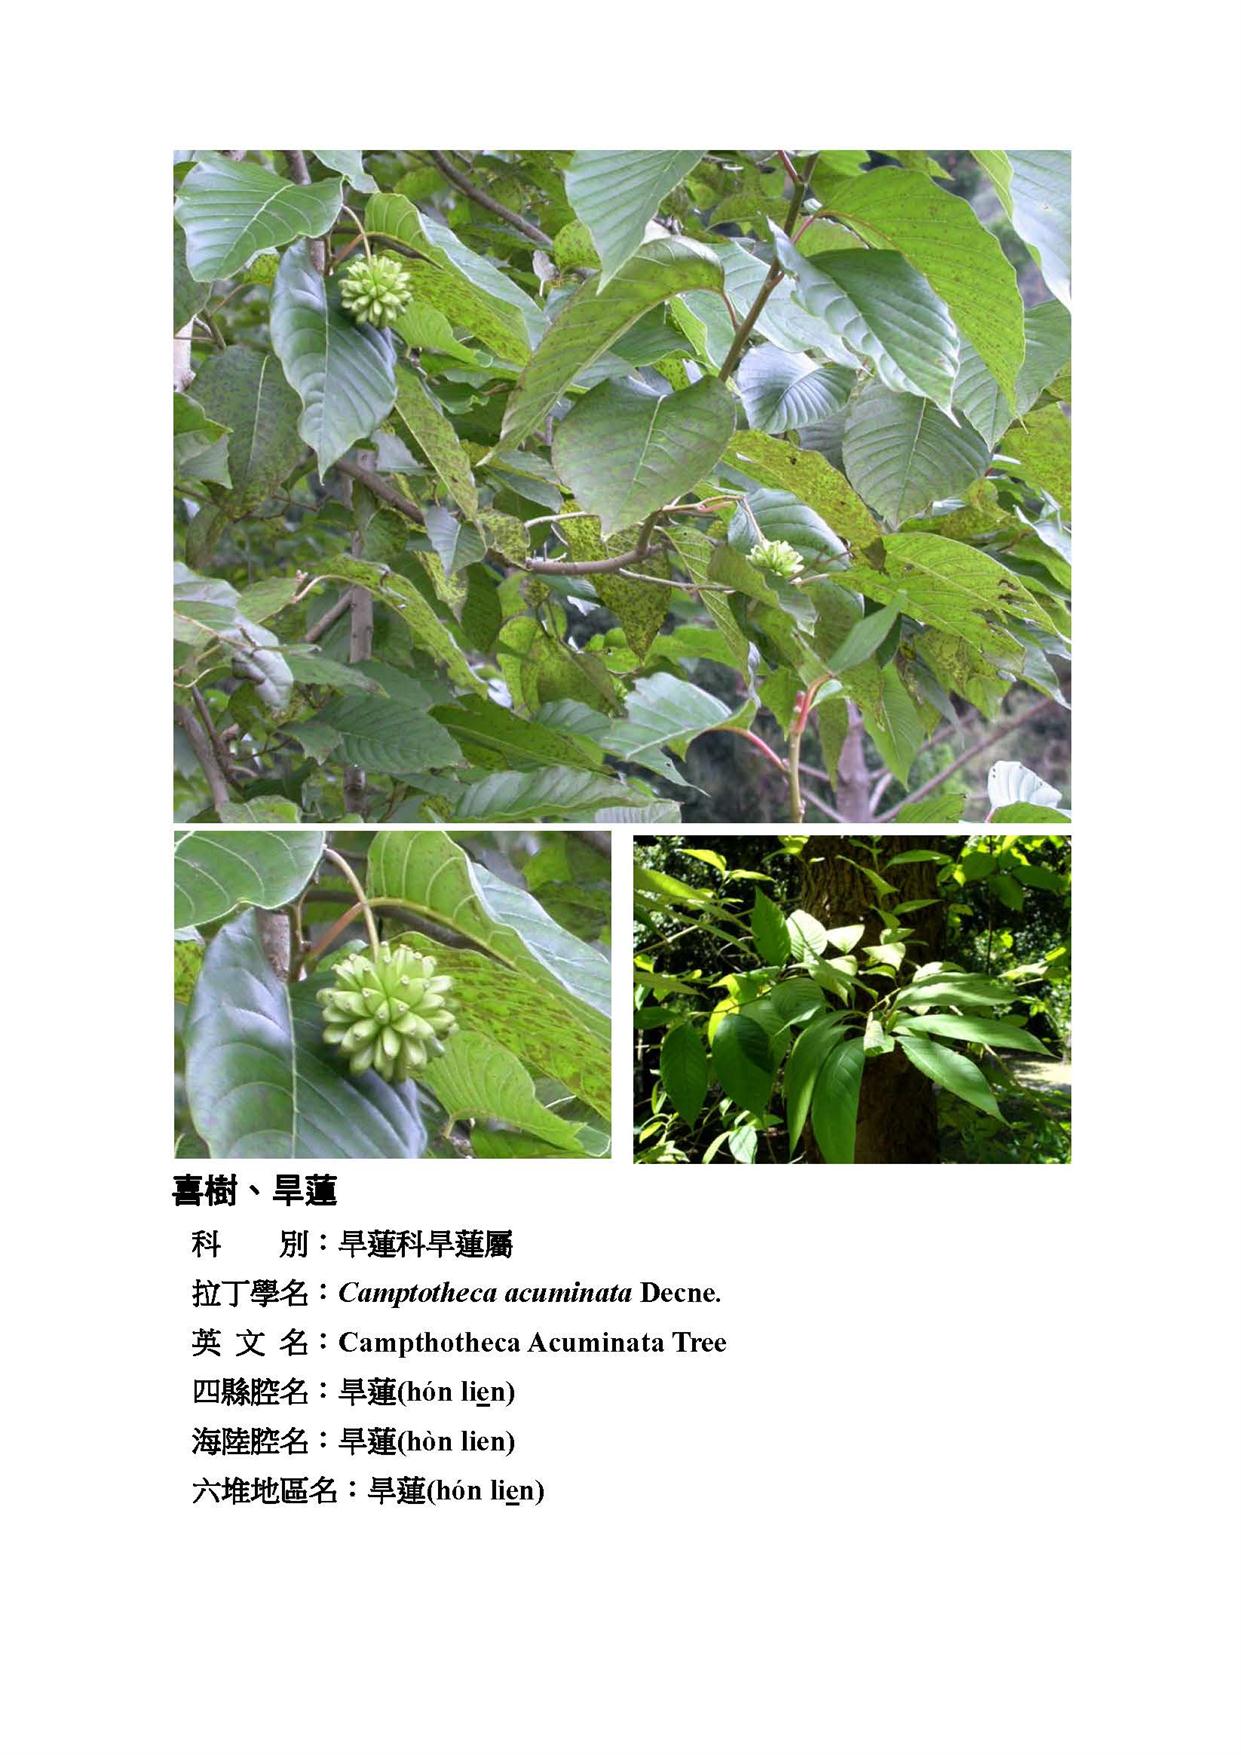 喜樹、旱蓮
科　　別：旱蓮科旱蓮屬
拉丁學名：Camptotheca acuminata Decne.
英 文 名：Campthotheca Acuminata Tree
四縣腔名：旱蓮(hón lien)
海陸腔名：旱蓮(hòn lien)
六堆地區名：旱蓮(hón lien)